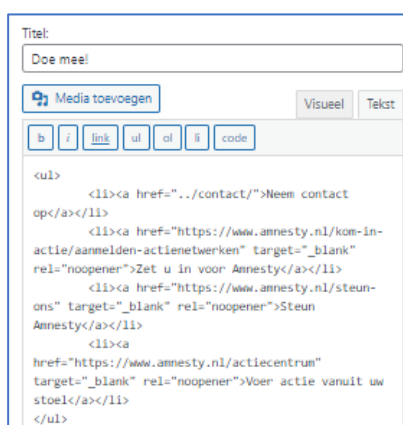 Titel:
Doe mee!
Media toevoegen
Visueel Tekst
b i link ul ol li code
<ul>
<li><a href="../contact/">Neem contact
op</a></li>
<li><a href="https://www.amnesty.nl/kom-in-
actie/aanmelden-actienetwerken" target="_blank"
rel="noopener">Zet u in voor Amnesty</a></li>
<li><a href="https://www.amnesty.nl/steun-
ons" target="_blank" rel="noopener">Steun
Amnesty</a></li>
<li><a
href="https://www.amnesty.nl/actiecentrum"
target="_blank" rel="noopener">Voer actie vanuit uw
stoel</a></li>
</ul>